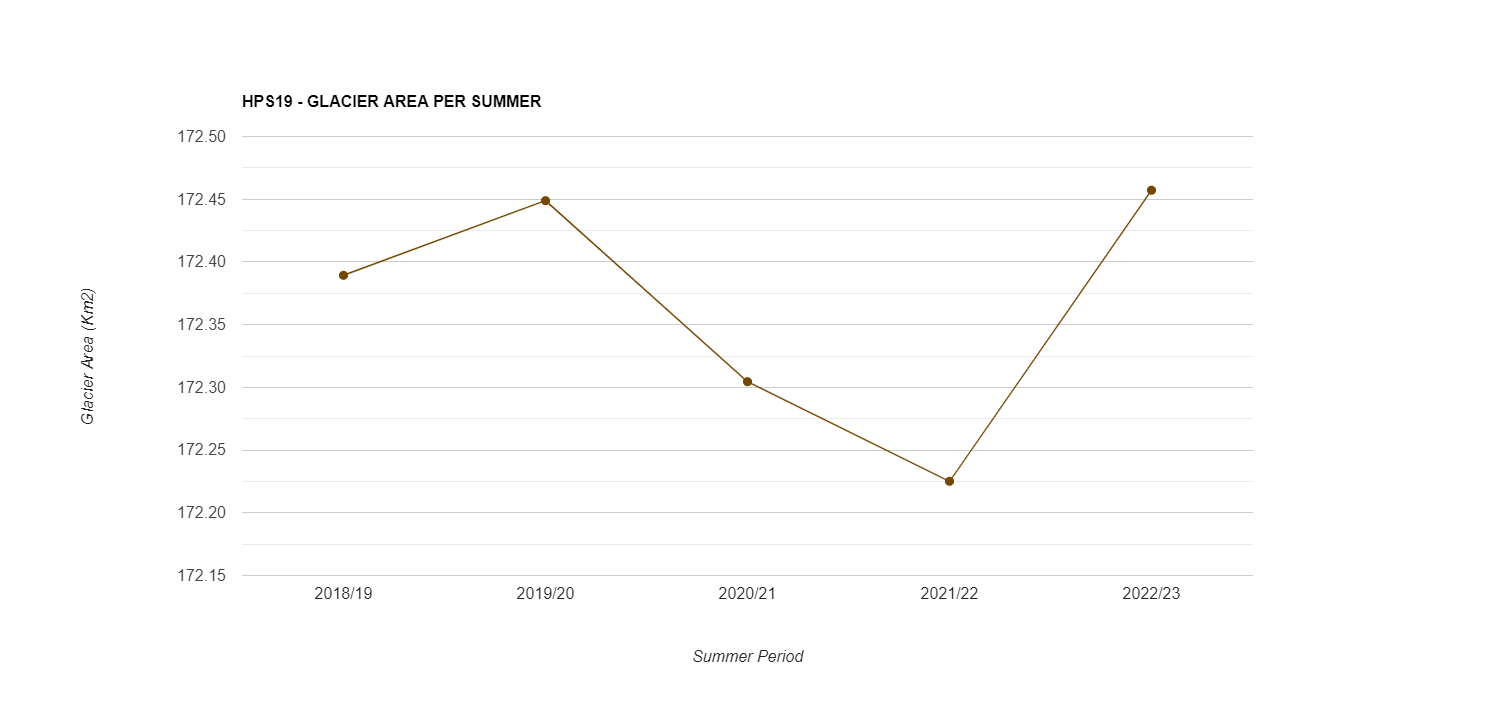 HPS19 - GLACIER AREA PER SUMMER
172.50
172.45
172.40
172.35
172.30
172.25
172.20
172.15
Glacier Area (Km2)
2018/19 2019/20 2020/21 2021/22 2022/23
Summer Period